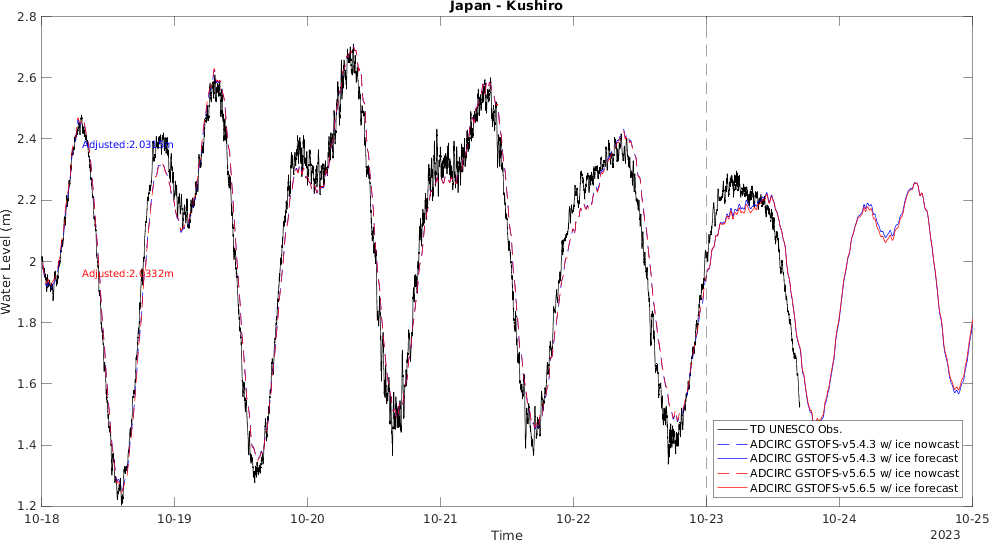 Japan - Kushiro
2.8
2.6
2.4
2.2
2
1.8
1.6
1.4
1.2
Water Level (m)
Adjusted:2.0332m
TD UNESCO Obs.
ADCIRC GSTOFS-v5.4.3 w/ ice nowcast
ADCIRC GSTOFS-v5.4.3 w/ ice forecast
ADCIRC GSTOFS-v5.6.5 w/ ice nowcast
ADCIRC GSTOFS-v5.6.5 w/ ice forecast
10-18 10-19 10-20 10-21 10-22 10-23 10-24 10-25
Time
2023